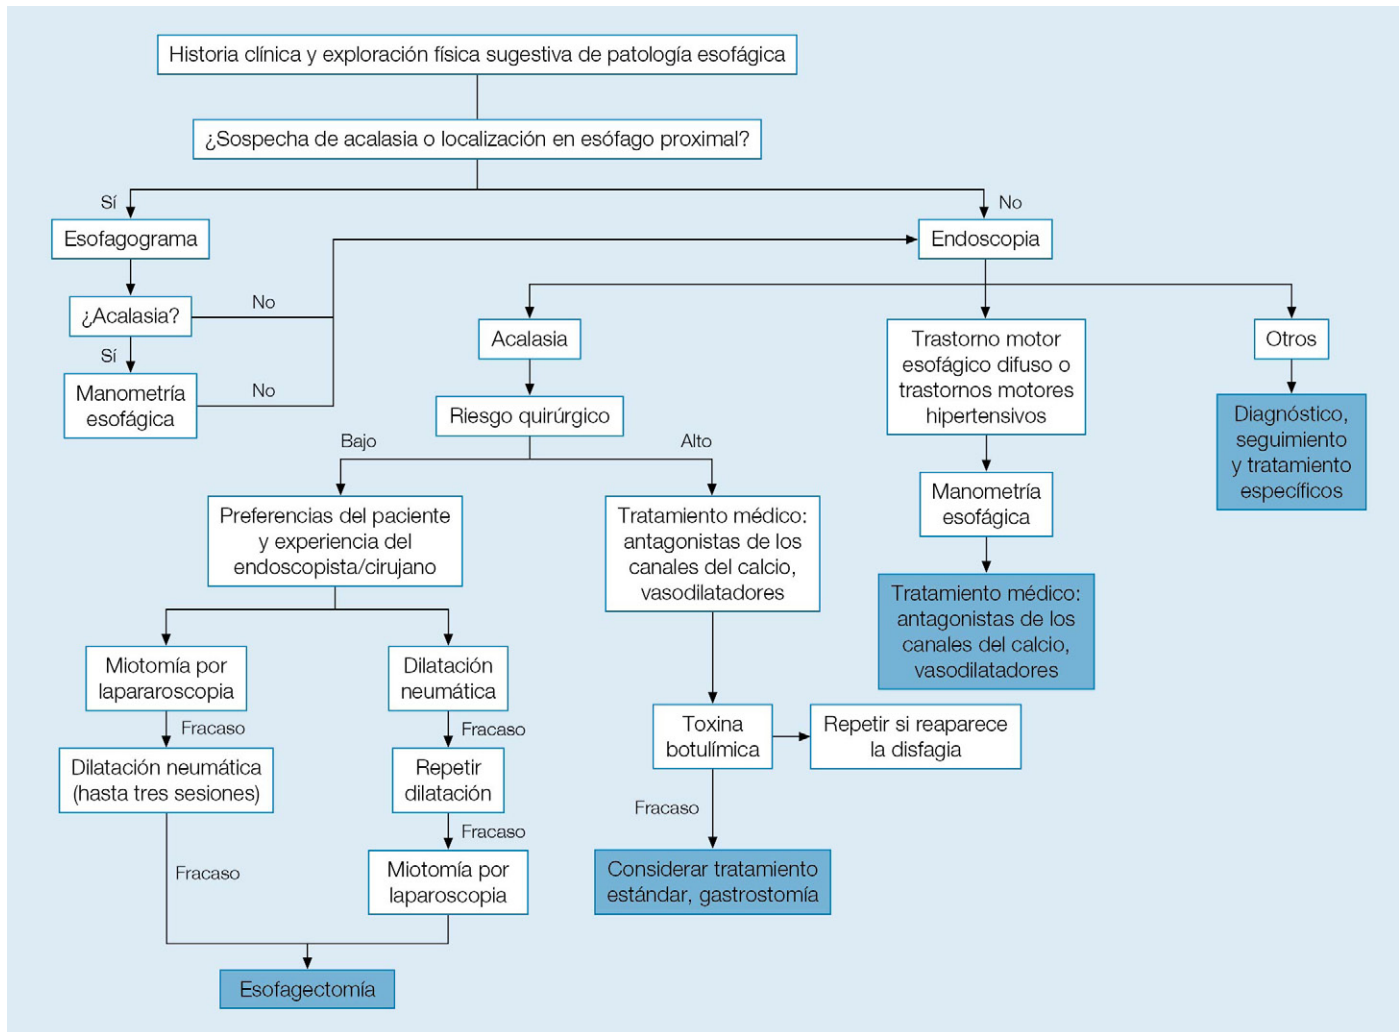 Historia clínica y exploración física sugestiva de patología esofágica
¿Sospecha de acalasia o localización en esófago proximal?
Sí
No
Esofagograma
Endoscopia
¿Acalasia?
No
Sí
Manometría
esofágica
No
Acalasia
Trastorno motor
esofágico difuso o
trastornos motores
hipertensivos
Otros
Riesgo quirúrgico
Diagnóstico,
seguimiento
y tratamiento
específicos
Bajo
Alto
Preferencias del paciente
y experiencia del
endoscopista/cirujano
Tratamiento médico:
antagonistas de los
canales del calcio,
vasodilatadores
Manometría
esofágica
Tratamiento médico:
antagonistas de los
canales del calcio,
vasodilatadores
Miotomía por
lapararoscopia
Dilatación
neumática
Fracaso
Fracaso
Toxina
botulímica
Repetir si reaparece
la disfagia
Dilatación neumática
(hasta tres sesiones)
Repetir
dilatación
Fracaso
Fracaso
Fracaso
Miotomía por
laparoscopia
Considerar tratamiento
estándar, gastrostomía
Esofagectomía